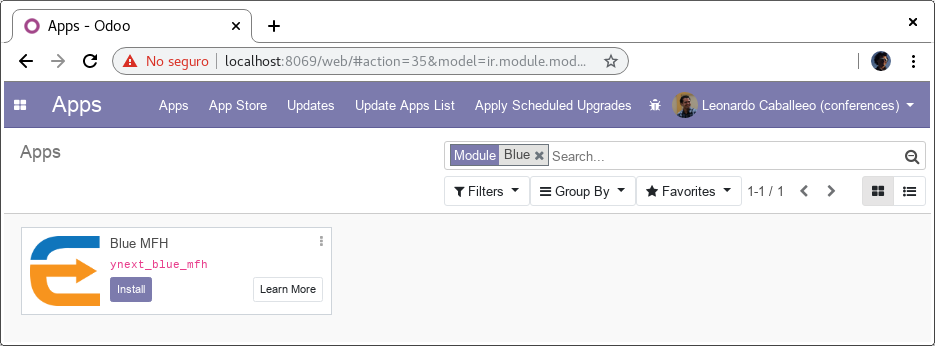 Apps - Odoo
No seguro localhost:8069/web/#action=35&model=ir.module.mod...
Apps Apps App Store Updates Update Apps List Apply Scheduled Upgrades Leonardo Caballeeo (conferences)
Apps
Module Blue Search...
Filters Group By Favorites 1-1 / 1
Blue MFH
ynext_blue_mfh
Install Learn More